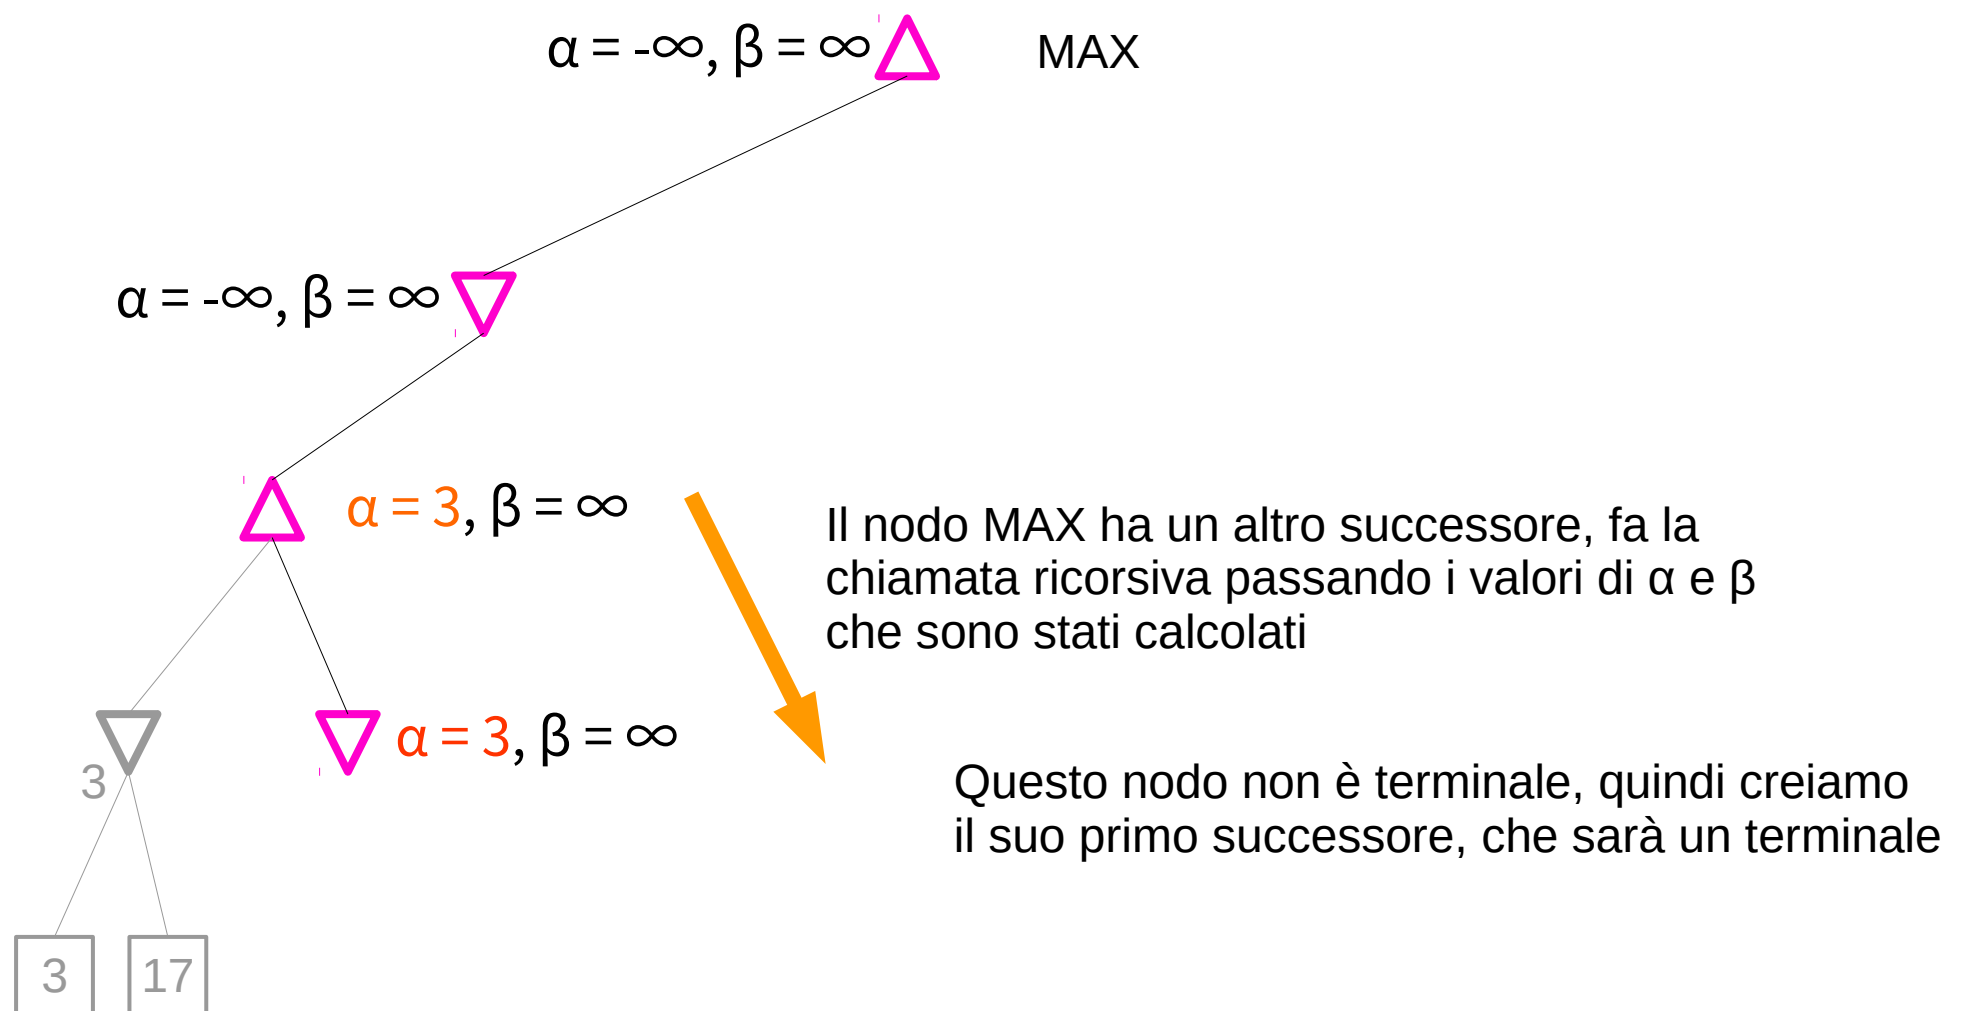 α = -∞, β = ∞
MAX
α = -∞, β = ∞
α = 3, β = ∞
Il nodo MAX ha un altro successore, fa la
chiamata ricorsiva passando i valori di α e β
che sono stati calcolati
α = 3, β = ∞
3
Questo nodo non è terminale, quindi creiamo
il suo primo successore, che sarà un terminale
3
17